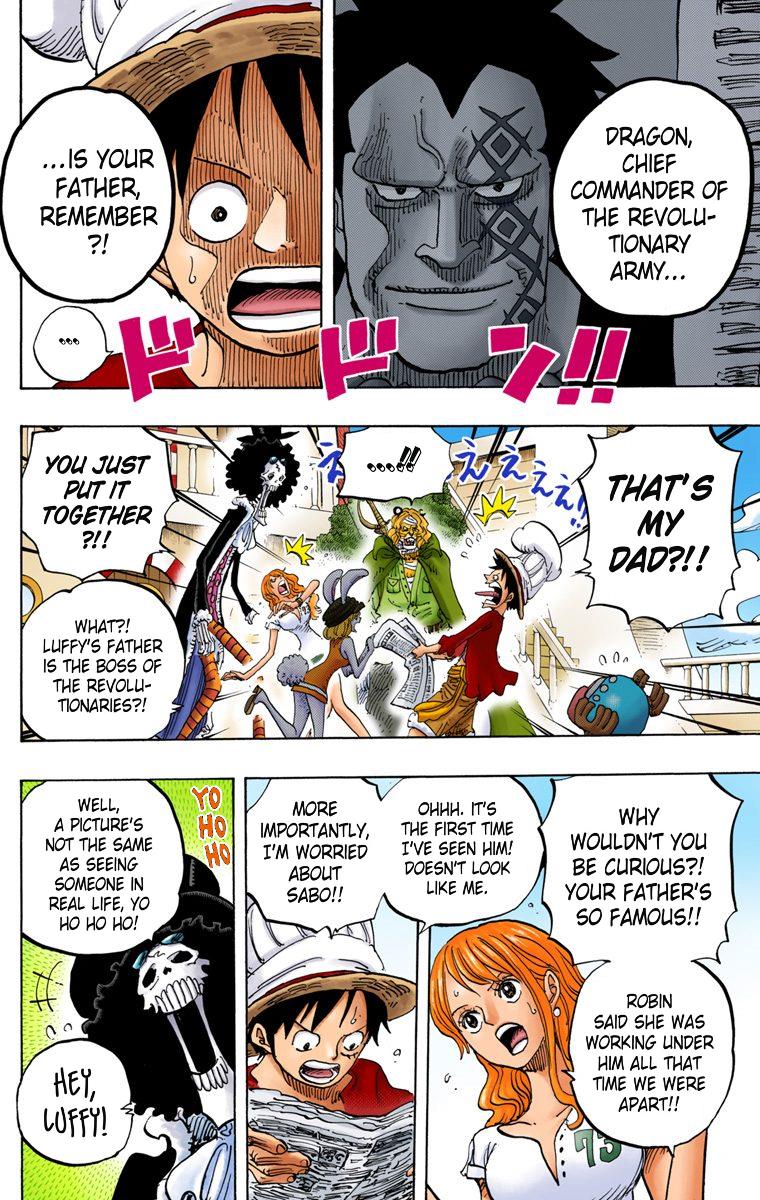 DRAGON,
CHIEF
COMMANDER OF
THE REVOLU-
TIONARY
ARMY...
...IS YOUR
FATHER,
REMEMBER
?!
...
ドドン!!
THAT'S
MY
DAD?!!
...!!
えええええ!!
YOU JUST
PUT IT
TOGETHER
?!!
WHAT?!
LUFFY'S FATHER
IS THE BOSS OF
THE REVOLU-
TIONARIES?!
WHY
WOULDN'T YOU
BE CURIOUS?!
YOUR FATHER'S
SO FAMOUS!!
ROBIN
SAID SHE WAS
WORKING UNDER
HIM ALL THAT
TIME WE WERE
APART!!
OHHH. IT'S
THE FIRST TIME
I'VE SEEN HIM!
DOESN'T LOOK
LIKE ME.
MORE
IMPORTANTLY,
I'M WORRIED
ABOUT
SABO!!
YO
HO
HO
WELL,
A PICTURE'S
NOT THE SAME
AS SEEING
SOMEONE IN
REAL LIFE, YO
HO HO HO!
HEY,
LUFFY!
73